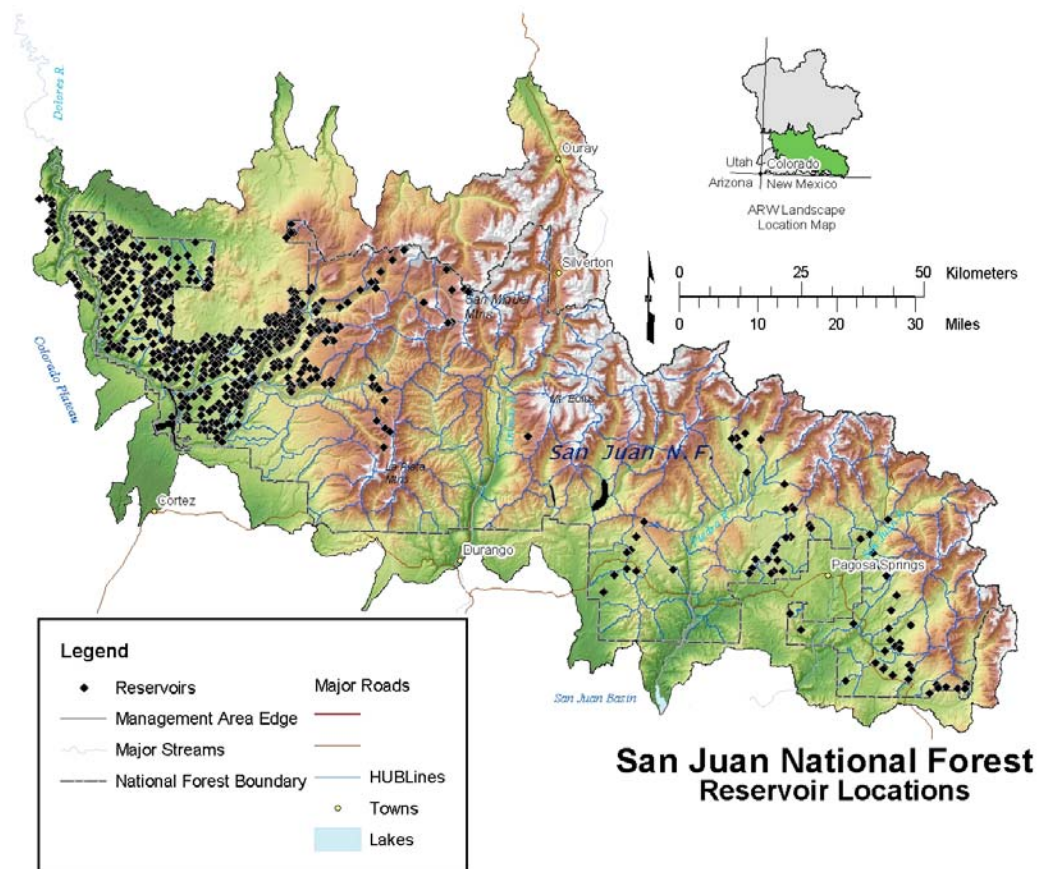 Dolores R.
Ouray
Utah
Colorado
Arizona
New Mexico
ARW Landscape
Location Map
Silverton
San Miguel
Mtns.
0 25 50 Kilometers
0 10 20 30 Miles
Colorado Plateau
San Juan N.F.
La Plata
Mtns.
Cortez
Durango
Piedra R.
Pagosa Springs
San Juan Basin
Legend
Reservoirs
Management Area Edge
Major Streams
National Forest Boundary
Major Roads
HUBLines
Towns
Lakes
San Juan National Forest
Reservoir Locations